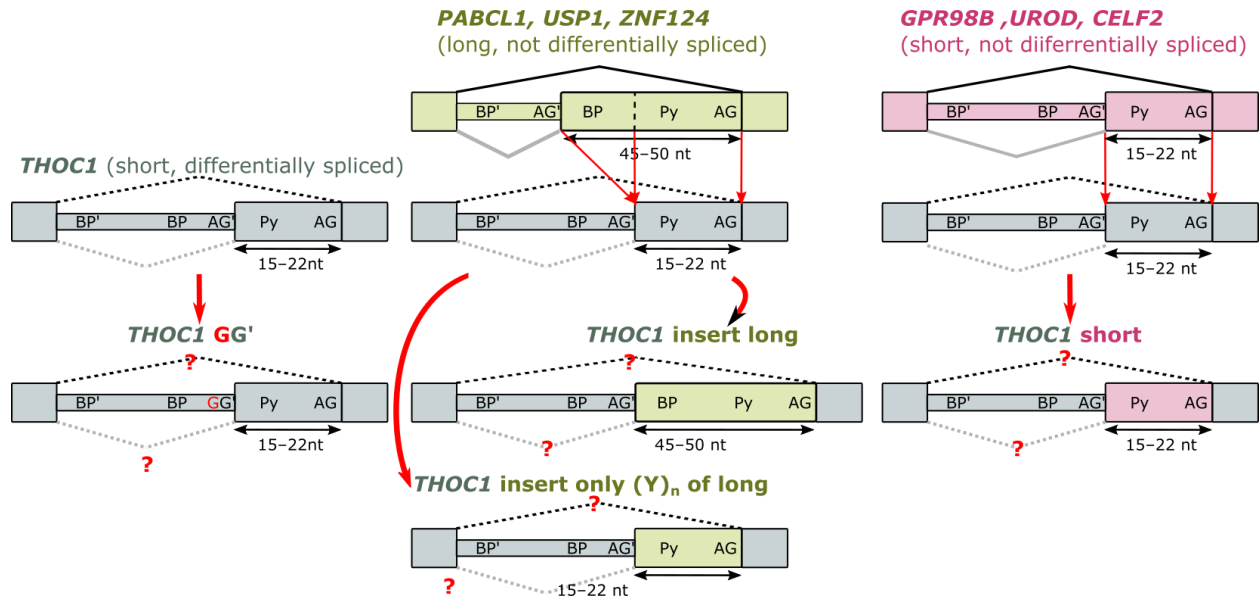 PABCL1, USP1, ZNF124
(long, not differentially spliced)
GPR98B ,UROD, CELF2
(short, not diiferrentially spliced)
BP' AG' BP Py AG
45–50 nt
BP' BP AG' Py AG
15–22 nt
THOC1 (short, differentially spliced)
BP' BP AG' Py AG
15–22nt
BP' BP AG' Py AG
15–22 nt
BP' BP AG' Py AG
15–22 nt
THOC1 GG'
?
BP' BP GG' Py AG
15–22nt
?
THOC1 insert long
?
BP' BP AG' BP Py AG
45–50 nt
?
THOC1 short
?
BP' BP AG' Py AG
15–22 nt
?
THOC1 insert only (Y)n of long
?
BP' BP AG' Py AG
15–22 nt
?